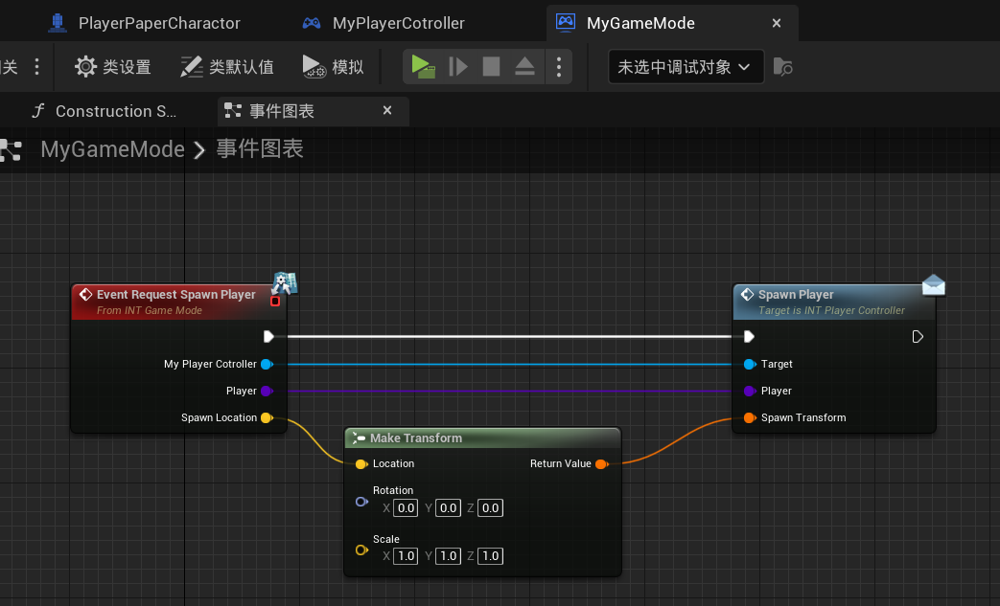 PlayerPaperCharactor
MyPlayerCotroller
MyGameMode
关
类设置
类默认值
模拟
未选中调试对象
Construction S...
事件图表
MyGameMode > 事件图表
Event Request Spawn Player
From INT Game Mode
My Player Cotroller
Player
Spawn Location
Make Transform
Location
Return Value
Rotation
X 0.0 Y 0.0 Z 0.0
Scale
X 1.0 Y 1.0 Z 1.0
Spawn Player
Target is INT Player Controller
Target
Player
Spawn Transform